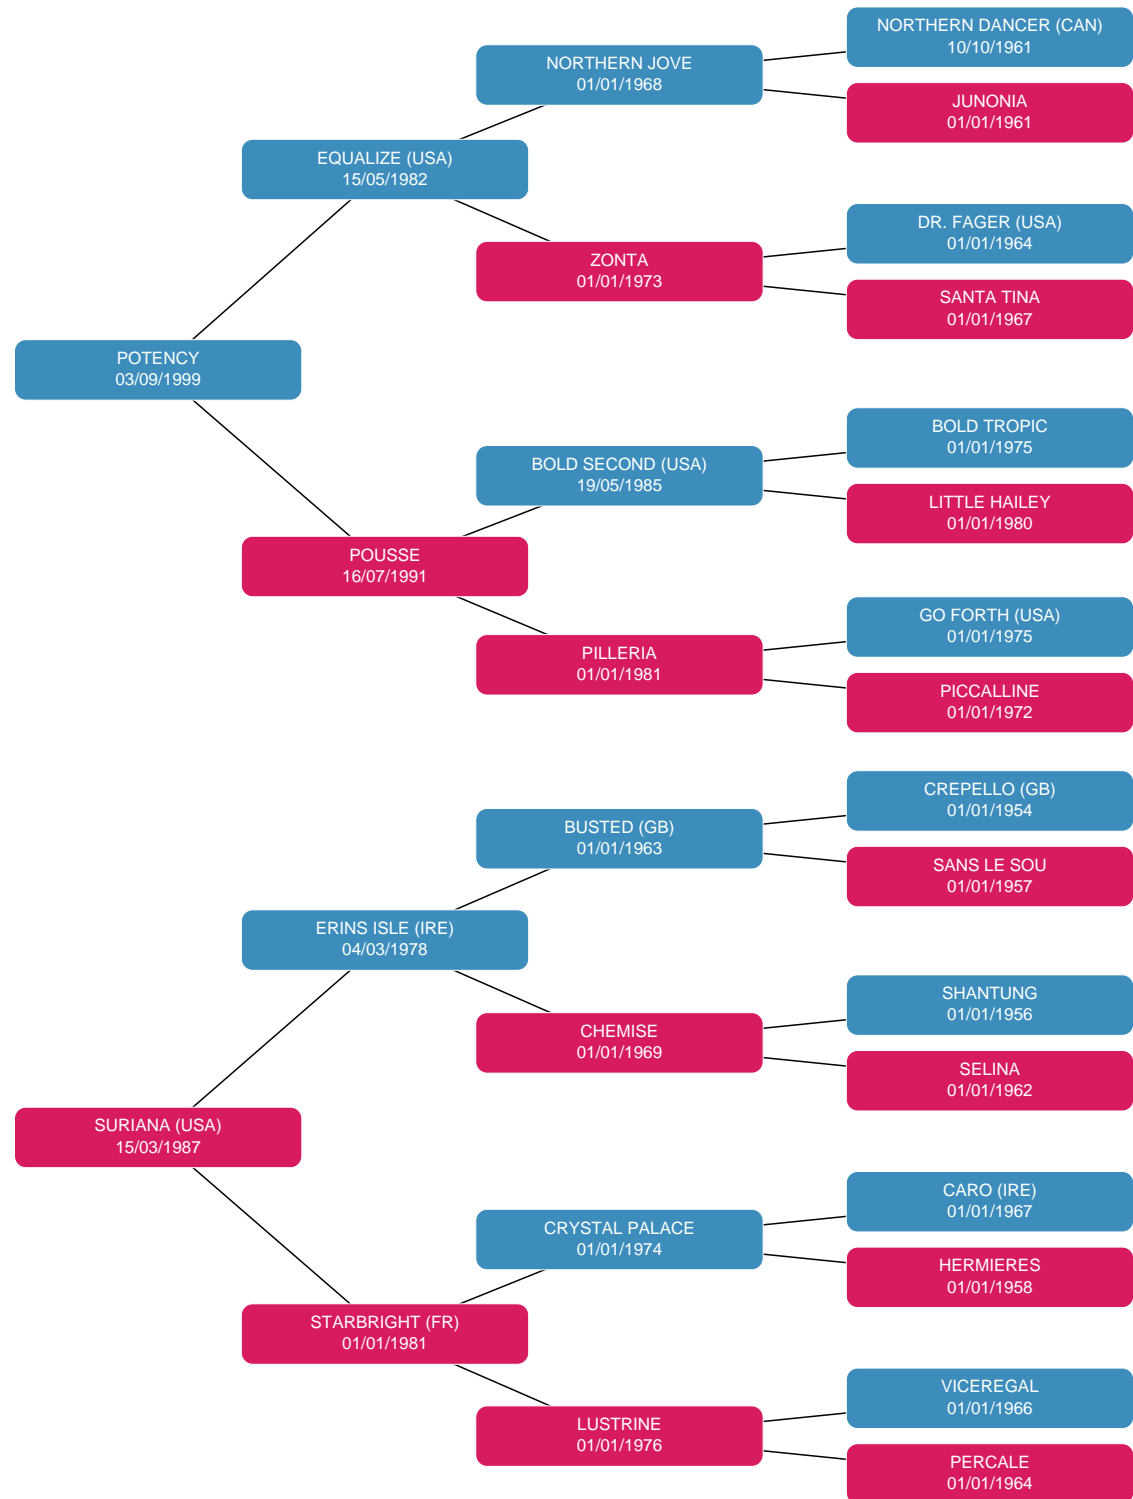 NORTHERN DANCER (CAN)
10/10/1961
NORTHERN JOVE
01/01/1968
JUNONIA
01/01/1961
EQUALIZE (USA)
15/05/1982
DR. FAGER (USA)
01/01/1964
ZONTA
01/01/1973
SANTA TINA
01/01/1967
POTENCY
03/09/1999
BOLD TROPIC
01/01/1975
BOLD SECOND (USA)
19/05/1985
LITTLE HAILEY
01/01/1980
POUSSE
16/07/1991
GO FORTH (USA)
01/01/1975
PILLERIA
01/01/1981
PICCALLINE
01/01/1972
CREPELLO (GB)
01/01/1954
BUSTED (GB)
01/01/1963
SANS LE SOU
01/01/1957
ERINS ISLE (IRE)
04/03/1978
SHANTUNG
01/01/1956
CHEMISE
01/01/1969
SELINA
01/01/1962
SURIANA (USA)
15/03/1987
CARO (IRE)
01/01/1967
CRYSTAL PALACE
01/01/1974
HERMIERES
01/01/1958
STARBRIGHT (FR)
01/01/1981
VICEREGAL
01/01/1966
LUSTRINE
01/01/1976
PERCALE
01/01/1964